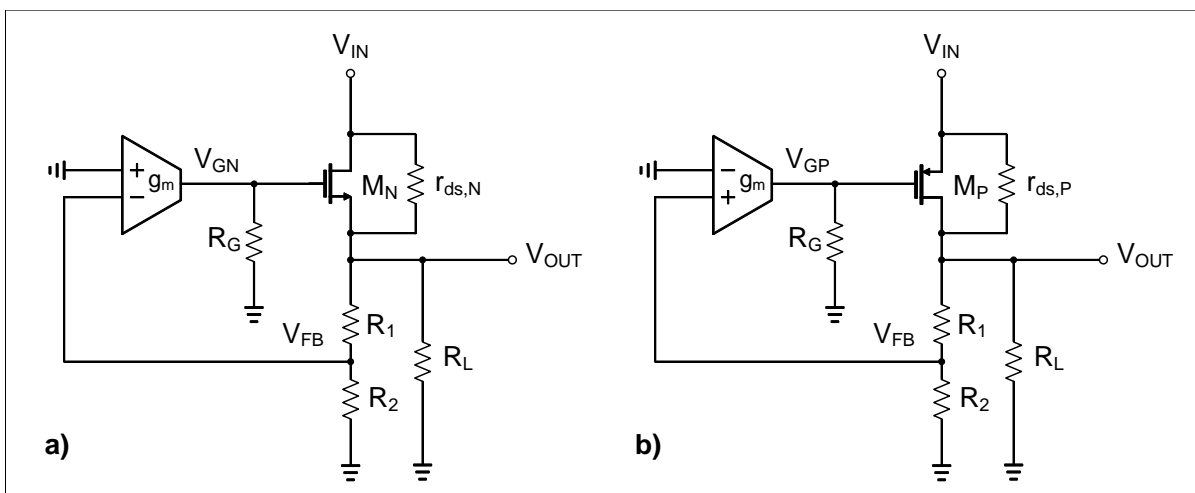 V_IN
V_GN
+
g_m
−
M_N
r_ds,N
R_G
V_OUT
V_FB
R_1
R_L
R_2
a)
V_IN
V_GP
−
g_m
+
M_P
r_ds,P
R_G
V_OUT
V_FB
R_1
R_L
R_2
b)